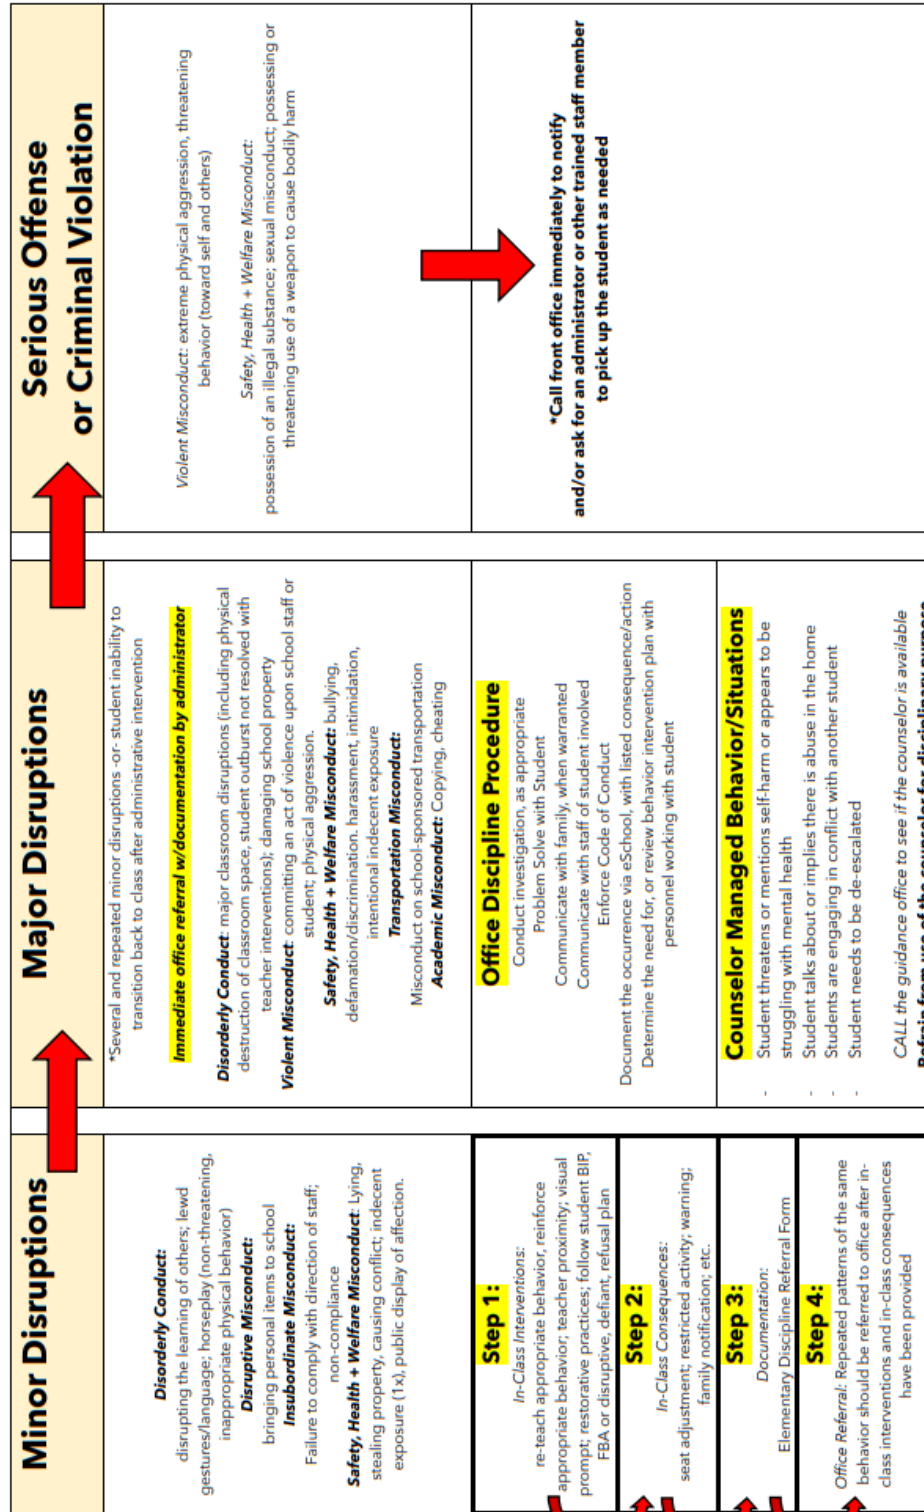 Minor Disruptions
Disorderly Conduct:
disrupting the learning of others; lewd
gestures/language; horseplay (non-threatening,
inappropriate physical behavior)
Disruptive Misconduct:
bringing personal items to school
Insubordinate Misconduct:
Failure to comply with direction of staff;
non-compliance
Safety, Health + Welfare Misconduct: Lying,
stealing property, causing conflict; indecent
exposure (1x), public display of affection.
Step 1:
In-Class Interventions:
re-teach appropriate behavior, reinforce
appropriate behavior; teacher proximity; visual
prompt; restorative practices; follow student BIP,
FBA or disruptive, defiant, refusal plan
Step 2:
In-Class Consequences:
seat adjustment; restricted activity; warning;
family notification; etc.
Step 3:
Documentation:
Elementary Discipline Referral Form
Step 4:
Office Referral: Repeated patterns of the same
behavior should be referred to office after in-
class interventions and in-class consequences
have been provided
Major Disruptions
*Several and repeated minor disruptions -or- student inability to
transition back to class after administrative intervention
Immediate office referral w/documentation by administrator
Disorderly Conduct: major classroom disruptions (including physical
destruction of classroom space, student outburst not resolved with
teacher interventions); damaging school property
Violent Misconduct: committing an act of violence upon school staff or
student; physical aggression.
Safety, Health + Welfare Misconduct: bullying,
defamation/discrimination. harassment, intimidation,
intentional indecent exposure
Transportation Misconduct:
Misconduct on school-sponsored transportation
Academic Misconduct: Copying, cheating
Office Discipline Procedure
Conduct investigation, as appropriate
Problem Solve with Student
Communicate with family, when warranted
Communicate with staff of student involved
Enforce Code of Conduct
Document the occurrence via eSchool, with listed consequence/action
Determine the need for, or review behavior intervention plan with
personnel working with student
Counselor Managed Behavior/Situations
- Student threatens or mentions self-harm or appears to be
struggling with mental health
- Student talks about or implies there is abuse in the home
- Students are engaging in conflict with another student
- Student needs to be de-escalated
CALL the guidance office to see if the counselor is available
Refrain from use of the counselor for disciplinary purpose
Serious Offense
or Criminal Violation
Violent Misconduct: extreme physical aggression, threatening
behavior (toward self and others)
Safety, Health + Welfare Misconduct:
possession of an illegal substance; sexual misconduct; possessing or
threatening use of a weapon to cause bodily harm
*Call front office immediately to notify
and/or ask for an administrator or other trained staff member
to pick up the student as needed